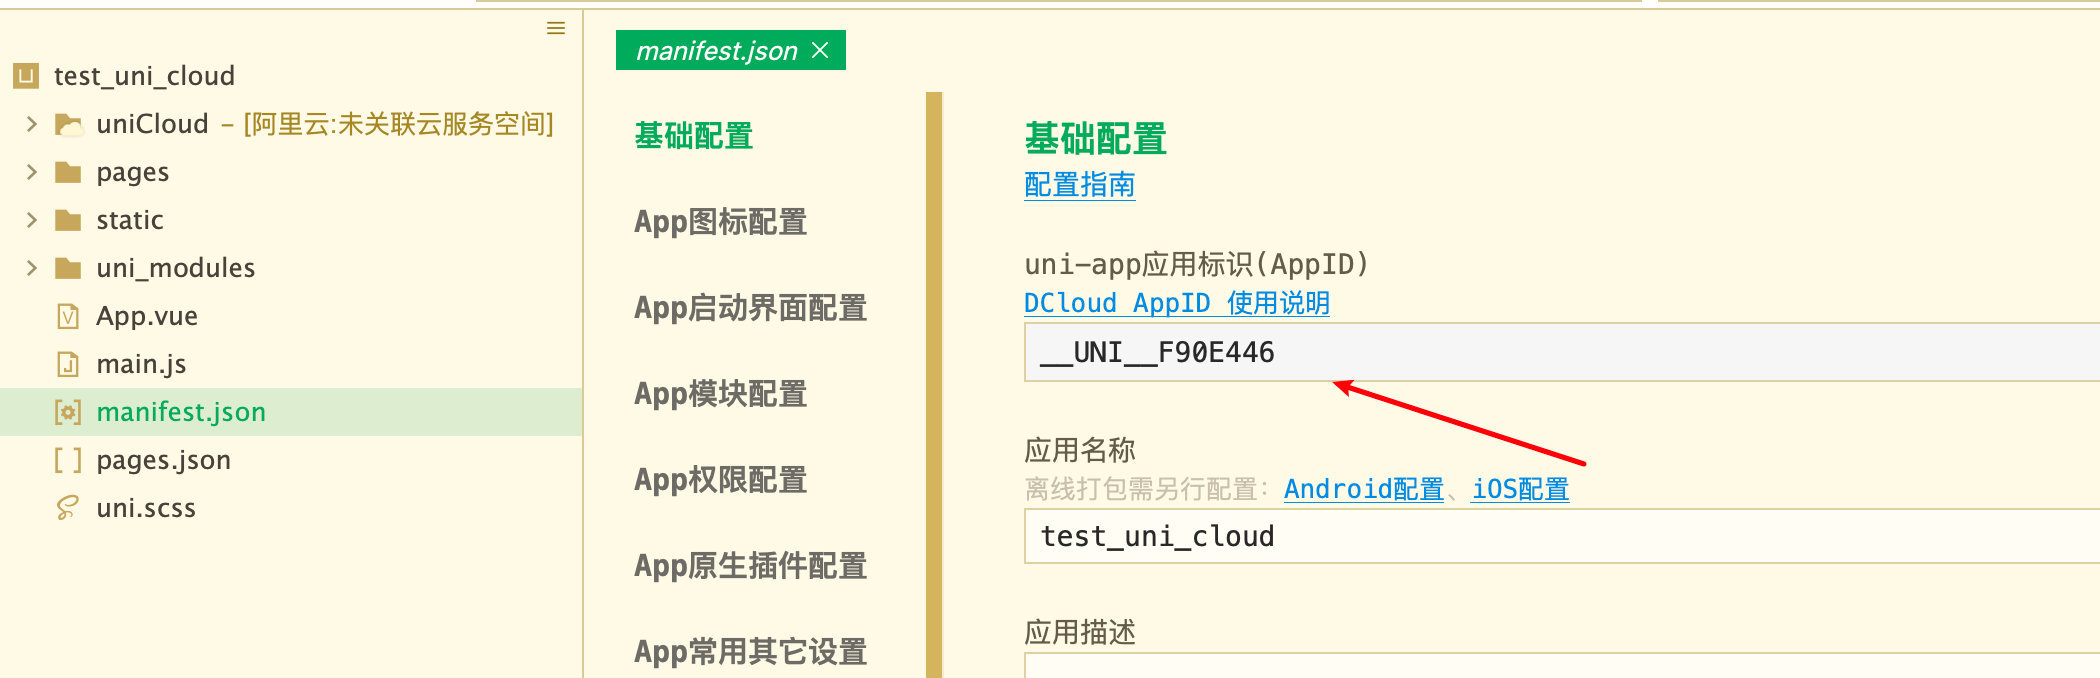 test_uni_cloud
uniCloud - [阿里云:未关联云服务空间]
pages
static
uni_modules
App.vue
main.js
manifest.json
pages.json
uni.scss
manifest.json
基础配置
App图标配置
App启动界面配置
App模块配置
App权限配置
App原生插件配置
App常用其它设置
基础配置
配置指南
uni-app应用标识(AppID)
DCloud AppID 使用说明
__UNI__F90E446
应用名称
离线打包需另行配置: Android配置、iOS配置
test_uni_cloud
应用描述